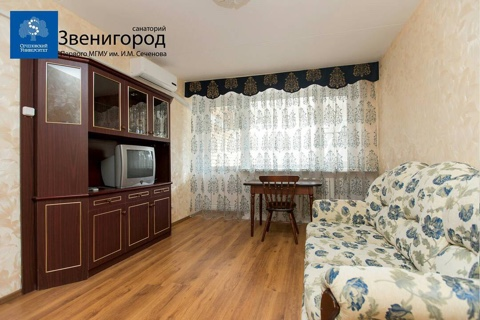 Сеченовский
Университет
санаторий
Звенигород
Первого МГМУ им. И.М. Сеченова